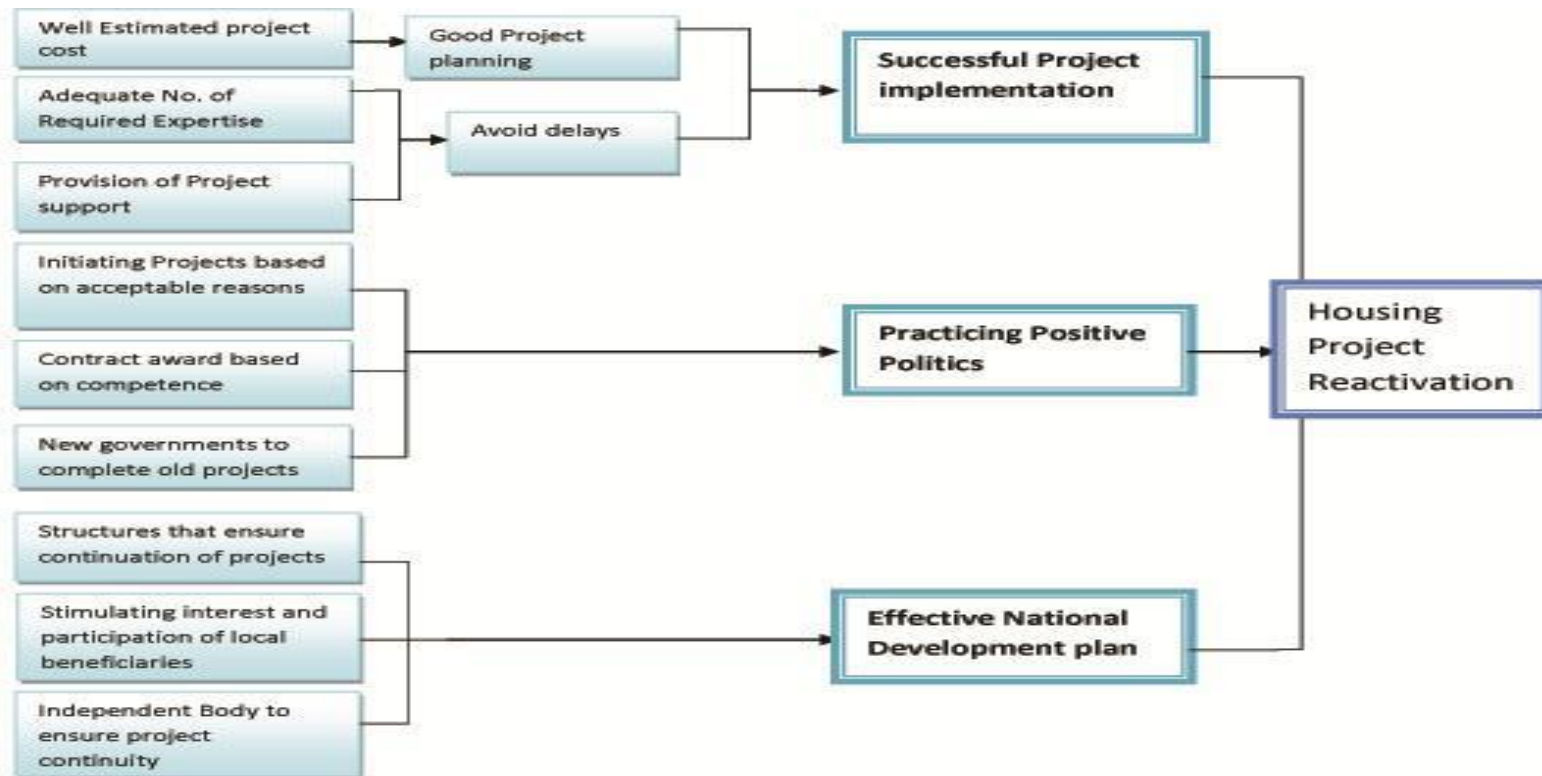 Well Estimated project
cost
Good Project
planning
Successful Project
implementation
Adequate No. of
Required Expertise
Avoid delays
Provision of Project
support
Initiating Projects based
on acceptable reasons
Contract award based
on competence
Practicing Positive
Politics
Housing
Project
Reactivation
New governments to
complete old projects
Structures that ensure
continuation of projects
Stimulating interest and
participation of local
beneficiaries
Effective National
Development plan
Independent Body to
ensure project
continuity